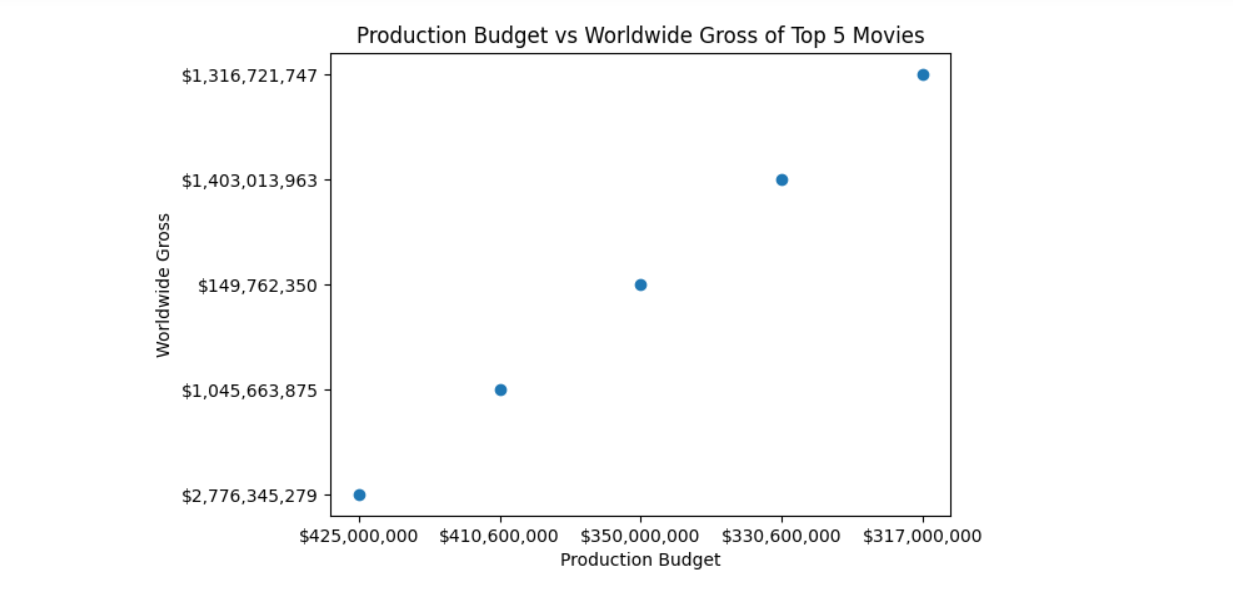 Production Budget vs Worldwide Gross of Top 5 Movies
$1,316,721,747
$1,403,013,963
$149,762,350
$1,045,663,875
$2,776,345,279
Worldwide Gross
$425,000,000 $410,600,000 $350,000,000 $330,600,000 $317,000,000
Production Budget